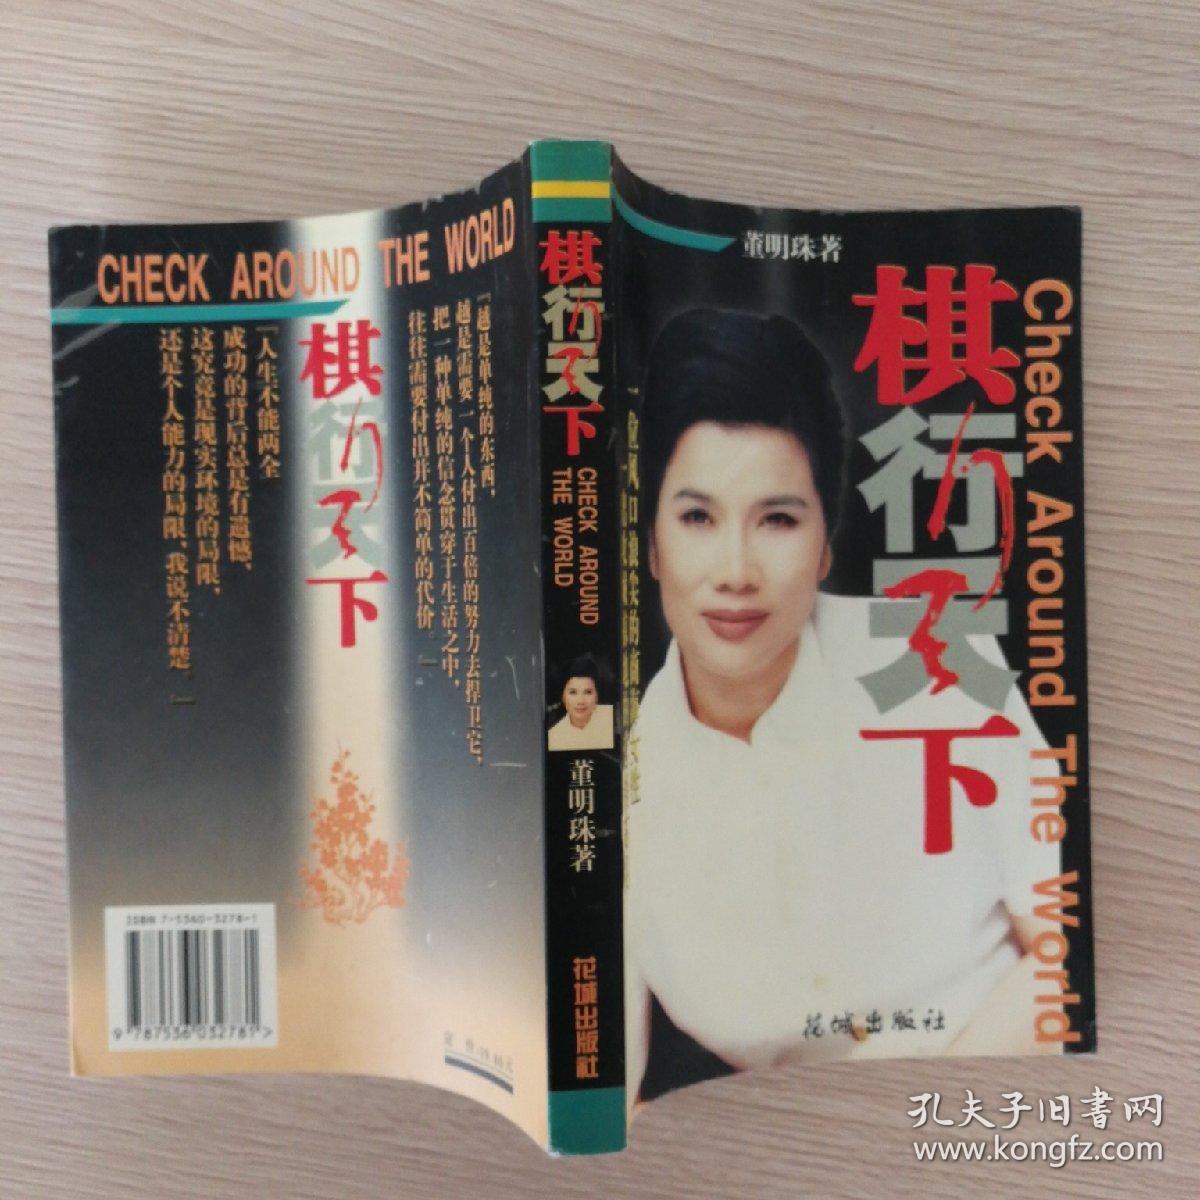 CHECK AROUND THE WORLD
棋行天下
『越是单纯的东西，
越是需要一个人付出百倍的努力去捍卫它，
把一种单纯的信念贯穿于生活之中，
往往需要付出并不简单的代价。』
『人生不能两全
成功的背后总是有遗憾、
这究竟是现实环境的局限、
还是个人能力的局限、我说不清楚。』
ISBN 7-5360-3278-1
9 787536 032781 >
棋行天下
CHECK AROUND
THE WORLD
董明珠著
花城出版社
董明珠著
棋行天下
Check Around The World
花城出版社
孔夫子旧书网
www.kongfz.com